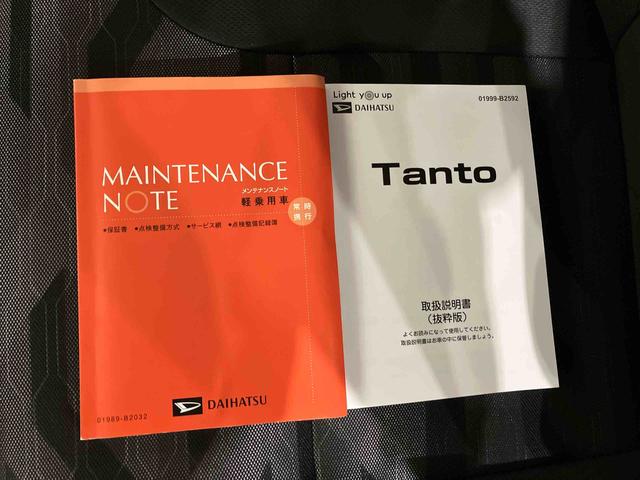 MAINTENANCE
NOTE
メンテナンスノート
軽乗用車
常時
携行
●保証書 ●点検整備方式 ●サービス網 ●点検整備記録簿
DAIHATSU
01989-B2032
Light you up
DAIHATSU
01999-B2592
Tanto
取扱説明書
（抜粋版）
よくお読みになって使用してください。
取扱説明書はお車の中に保管しましょう。